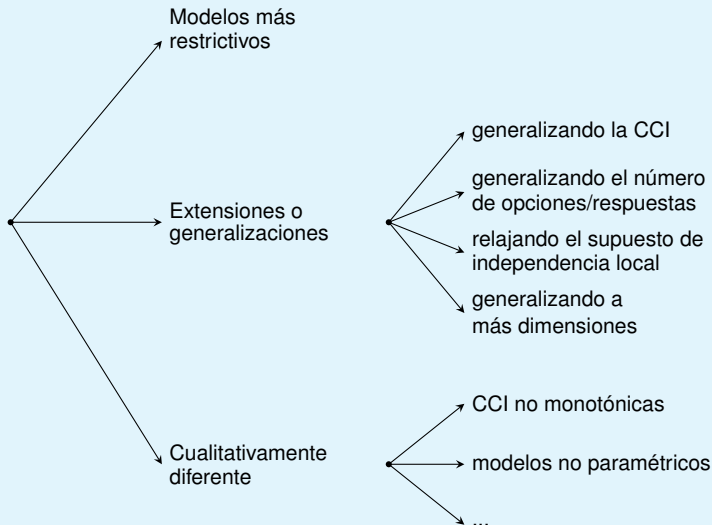 Modelos más
restrictivos
Extensiones o
generalizaciones
generalizando la CCI
generalizando el número
de opciones/respuestas
relajando el supuesto de
independencia local
generalizando a
más dimensiones
Cualitativamente
diferente
CCI no monotónicas
modelos no paramétricos
...